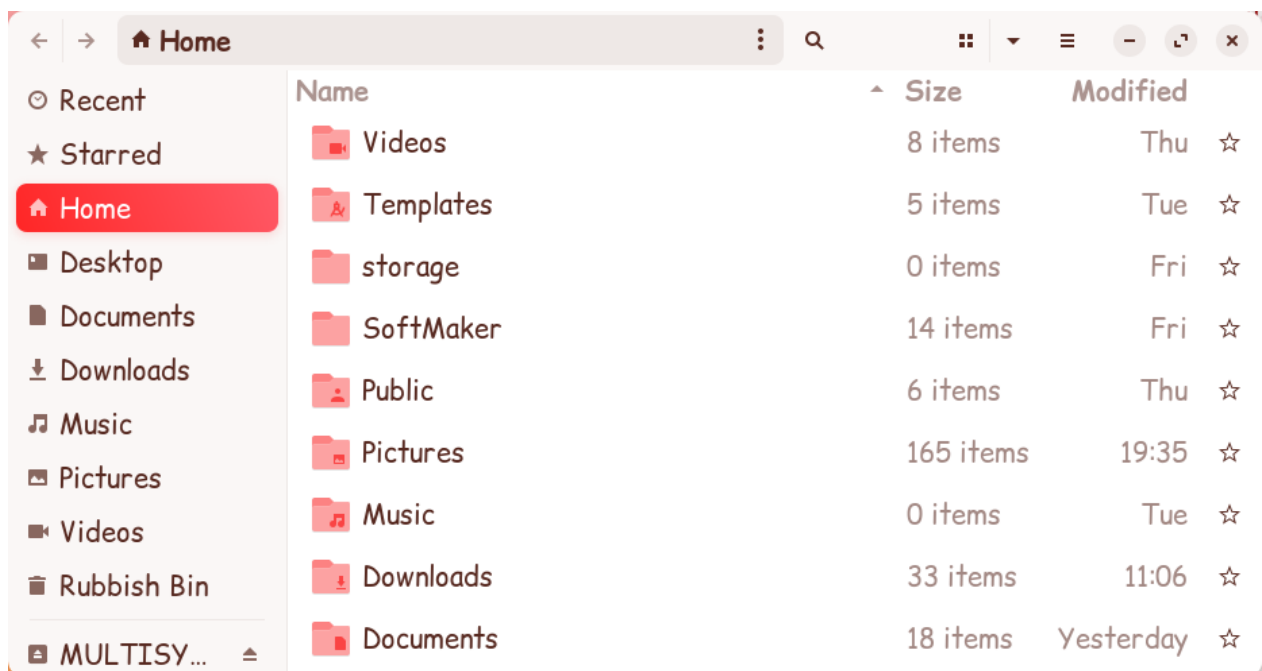 Home
Recent
Starred
Home
Desktop
Documents
Downloads
Music
Pictures
Videos
Rubbish Bin
MULTISY...
Name Size Modified
Videos 8 items Thu
Templates 5 items Tue
storage 0 items Fri
SoftMaker 14 items Fri
Public 6 items Thu
Pictures 165 items 19:35
Music 0 items Tue
Downloads 33 items 11:06
Documents 18 items Yesterday